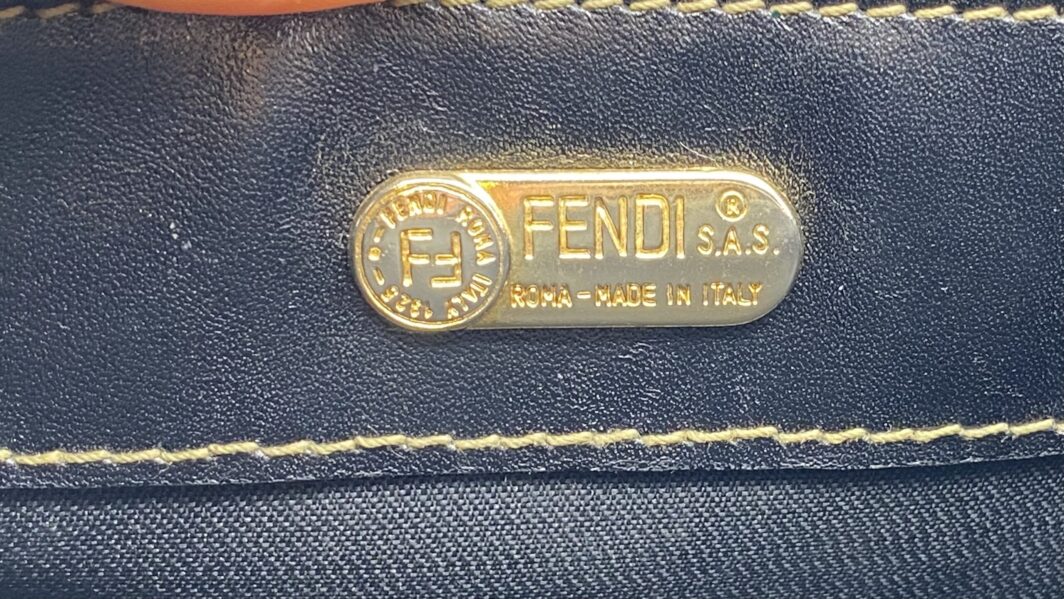 FENDI ROMA ITALY 1925
FF
FENDI ®
S.A.S.
ROMA - MADE IN ITALY